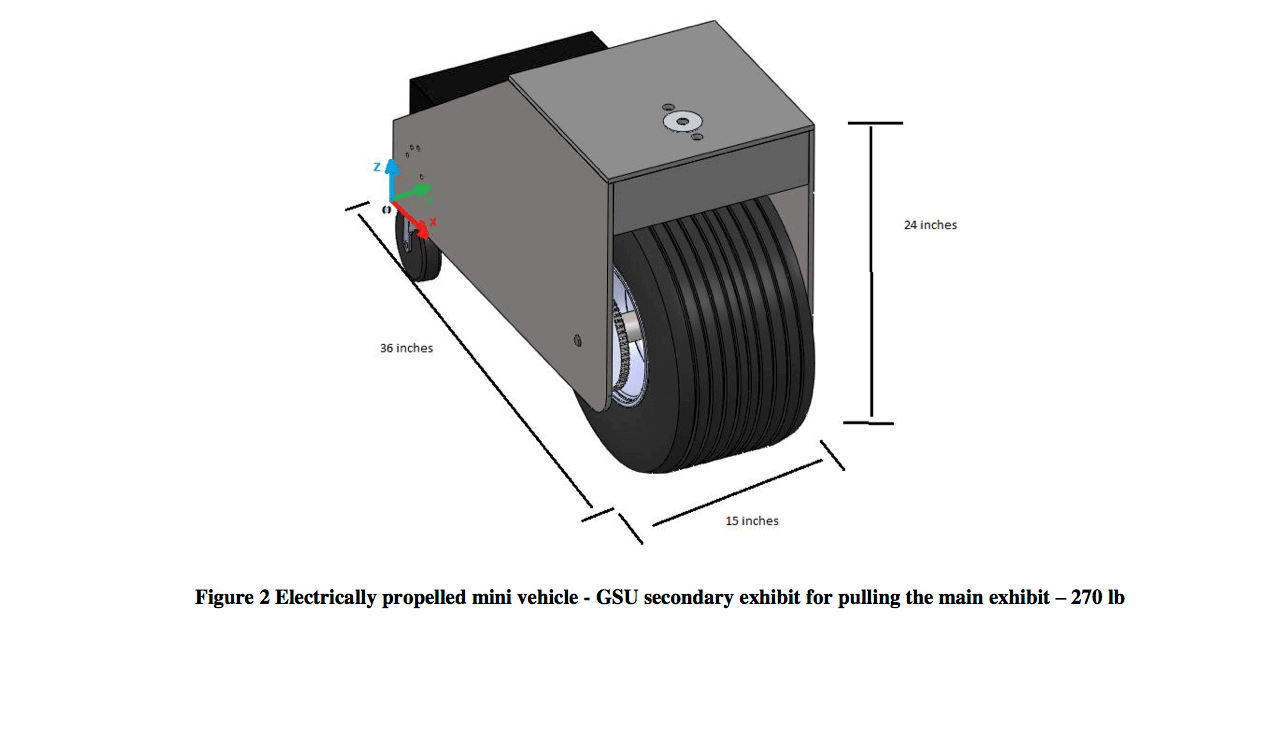 Z
X
24 inches
36 inches
15 inches
Figure 2 Electrically propelled mini vehicle - GSU secondary exhibit for pulling the main exhibit – 270 lb